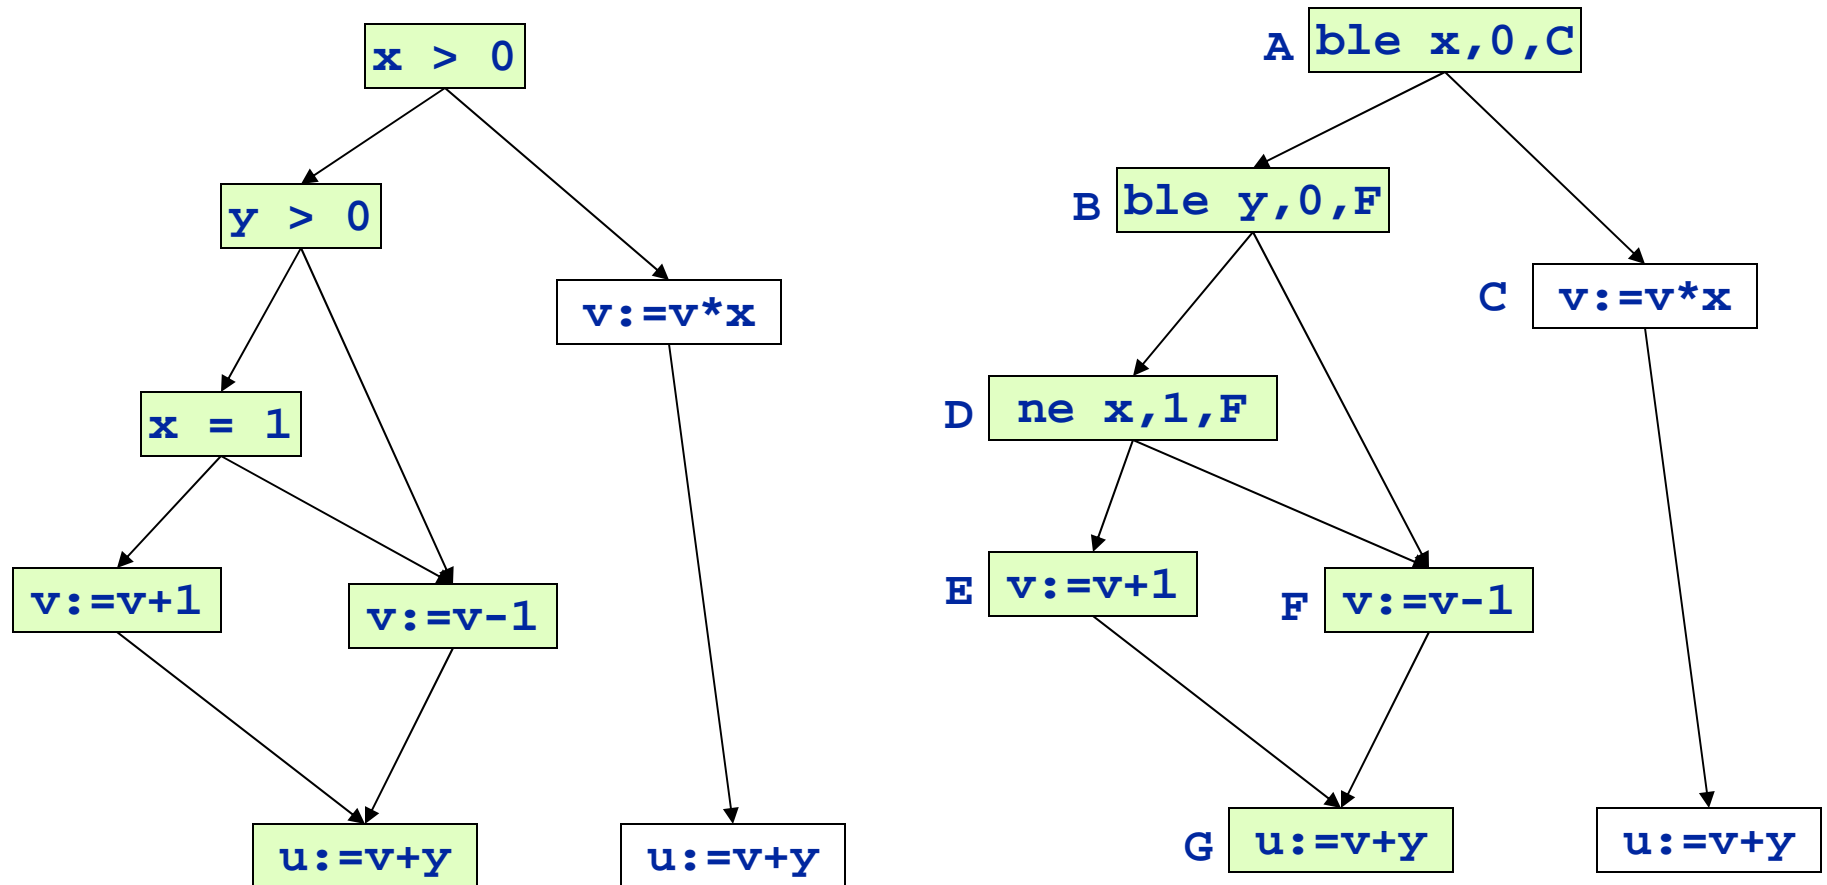 x > 0
y > 0
v:=v*x
x = 1
v:=v+1
v:=v-1
u:=v+y
u:=v+y
A
ble x,0,C
B
ble y,0,F
C
v:=v*x
D
ne x,1,F
E
v:=v+1
F
v:=v-1
G
u:=v+y
u:=v+y